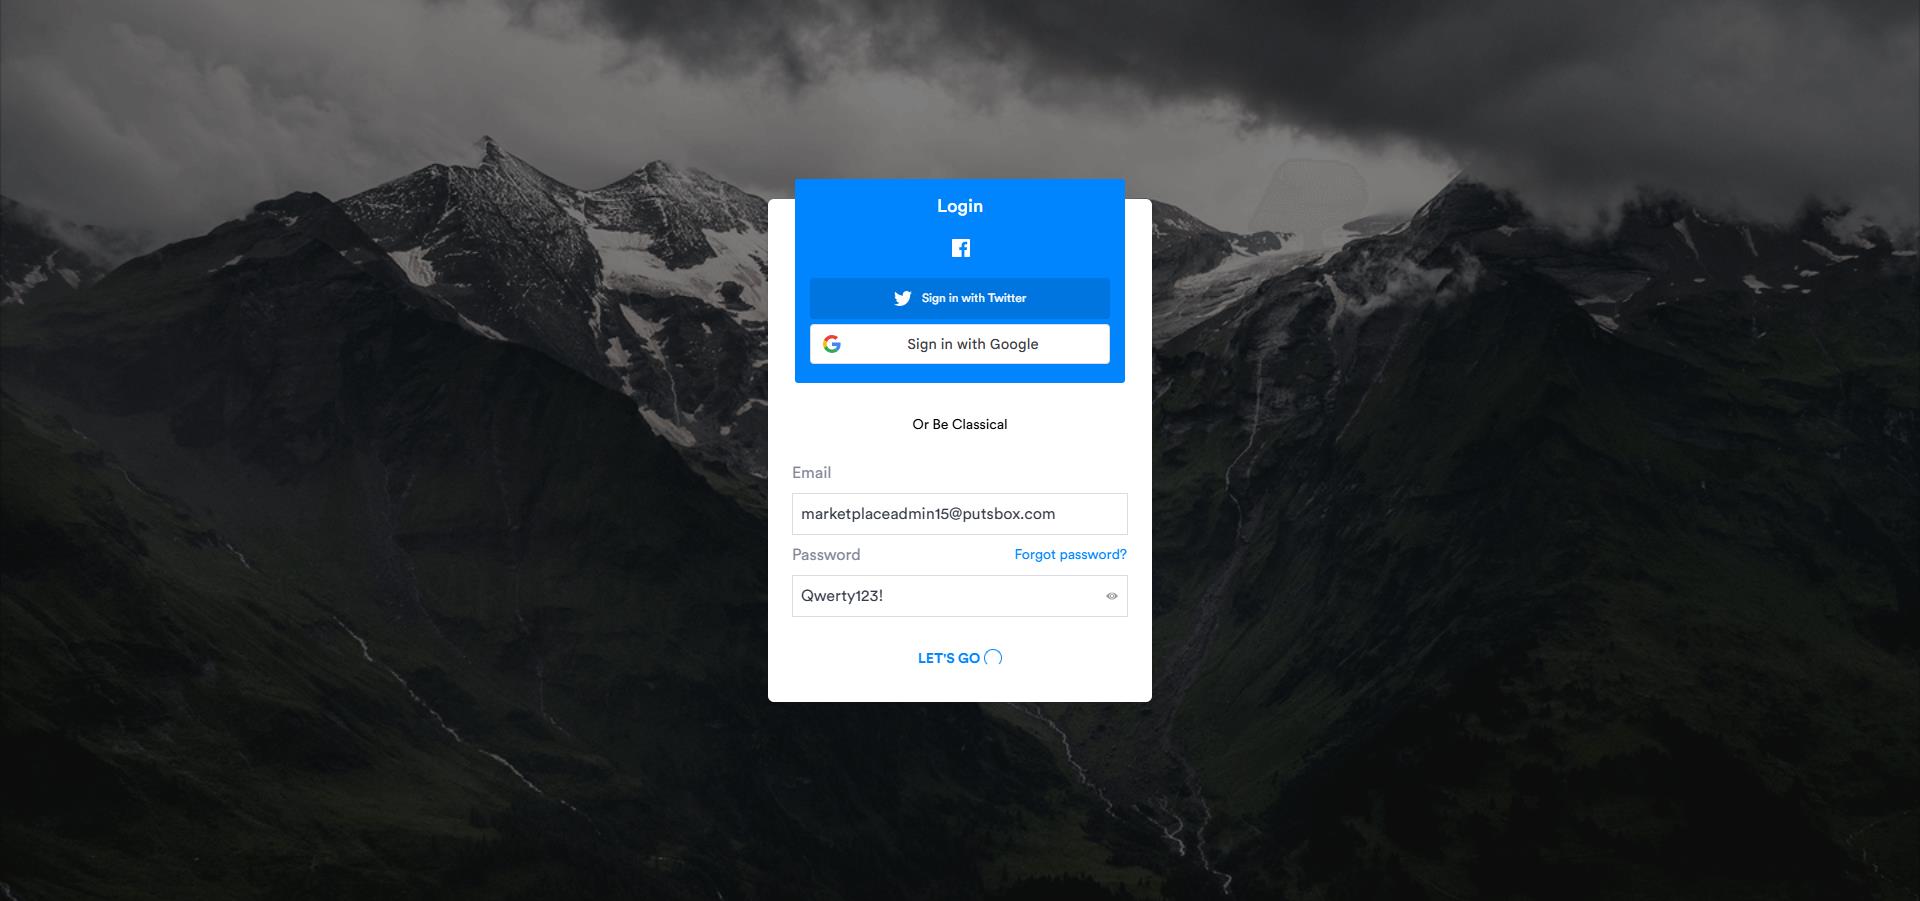 Login
Sign in with Twitter
Sign in with Google
Or Be Classical
Email
marketplaceadmin15@putsbox.com
Password
Forgot password?
Qwerty123!
LET'S GO